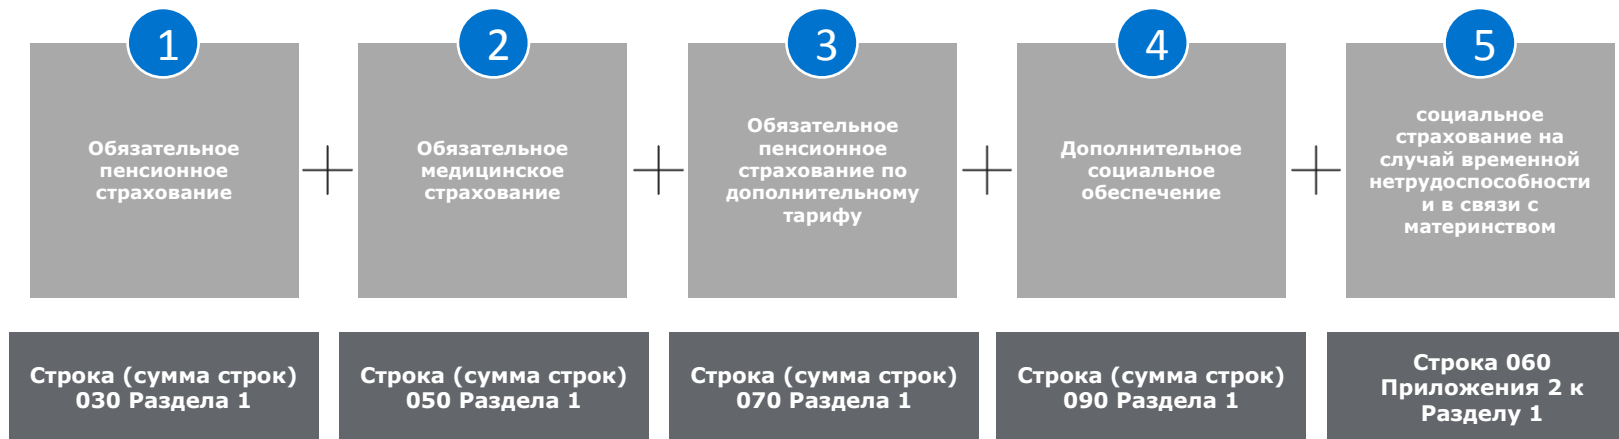 1
Обязательное
пенсионное
страхование
Строка (сумма строк)
030 Раздела 1
2
Обязательное
медицинское
страхование
Строка (сумма строк)
050 Раздела 1
3
Обязательное
пенсионное
страхование по
дополнительному
тарифу
Строка (сумма строк)
070 Раздела 1
4
Дополнительное
социальное
обеспечение
Строка (сумма строк)
090 Раздела 1
5
социальное
страхование на
случай временной
нетрудоспособности
и в связи с
материнством
Строка 060
Приложения 2 к
Разделу 1